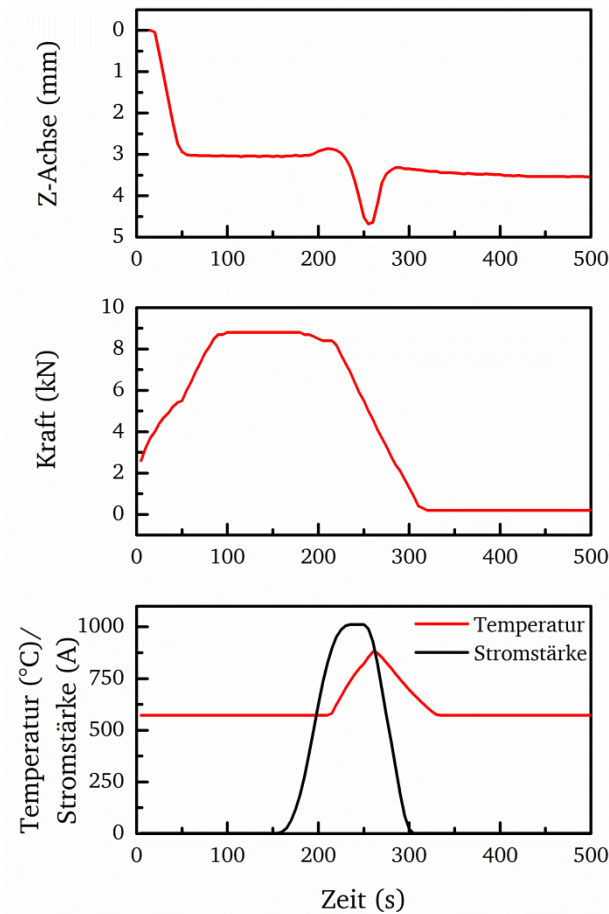 0
1
2
3
4
5
Z-Achse (mm)
0 100 200 300 400 500
10
8
6
4
2
0
Kraft (kN)
0 100 200 300 400 500
1000
750
500
250
0
Temperatur (°C)/
Stromstärke (A)
Temperatur
Stromstärke
0 100 200 300 400 500
Zeit (s)